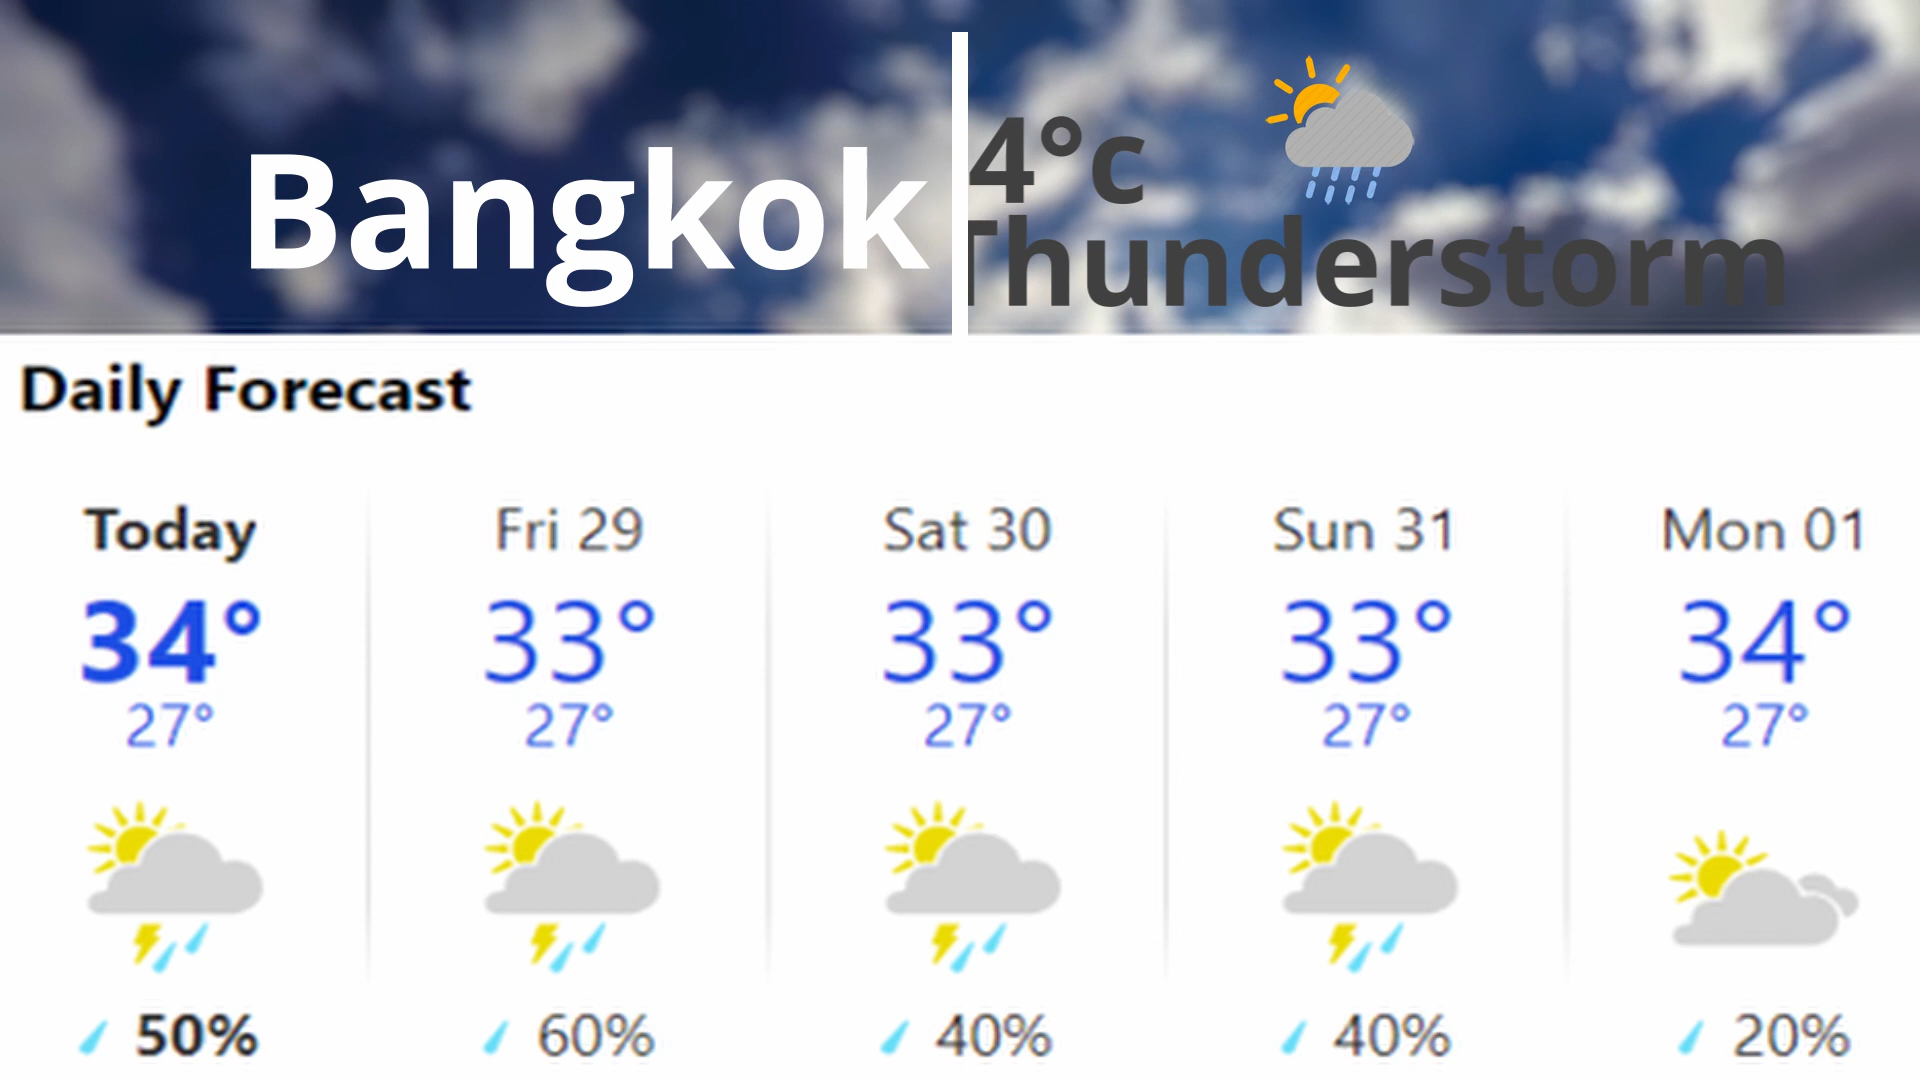 Bangkok
4°c
Thunderstorm
Daily Forecast
Today
34°
27°
50%
Fri 29
33°
27°
60%
Sat 30
33°
27°
40%
Sun 31
33°
27°
40%
Mon 01
34°
27°
20%